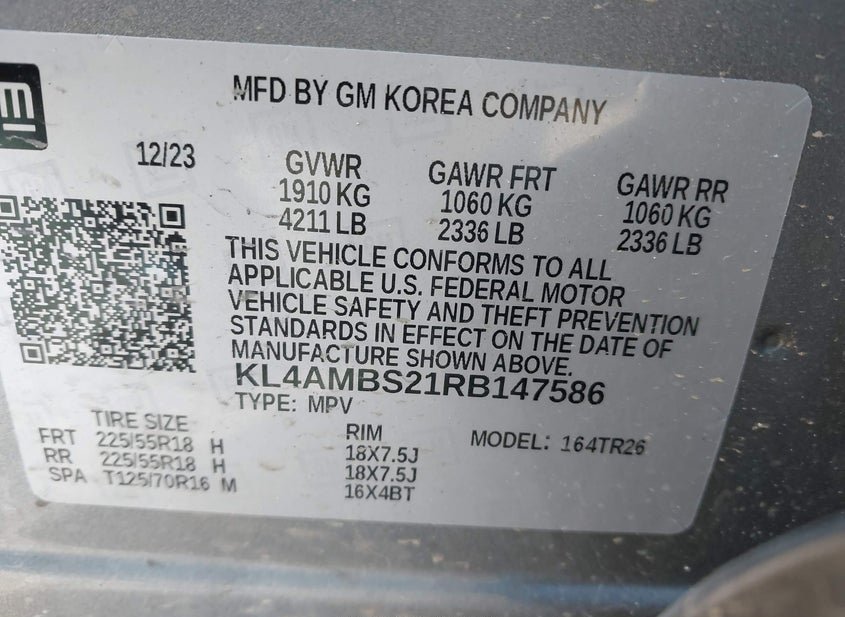 MFD BY GM KOREA COMPANY
12/23
GVWR
1910 KG
4211 LB
GAWR FRT
1060 KG
2336 LB
GAWR RR
1060 KG
2336 LB
THIS VEHICLE CONFORMS TO ALL
APPLICABLE U.S. FEDERAL MOTOR
VEHICLE SAFETY AND THEFT PREVENTION
STANDARDS IN EFFECT ON THE DATE OF
MANUFACTURE SHOWN ABOVE.
KL4AMBS21RB147586
TYPE: MPV
MODEL: 164TR26
TIRE SIZE
FRT 225/55R18 H
RR 225/55R18 H
SPA T125/70R16 M
RIM
18X7.5J
18X7.5J
16X4BT